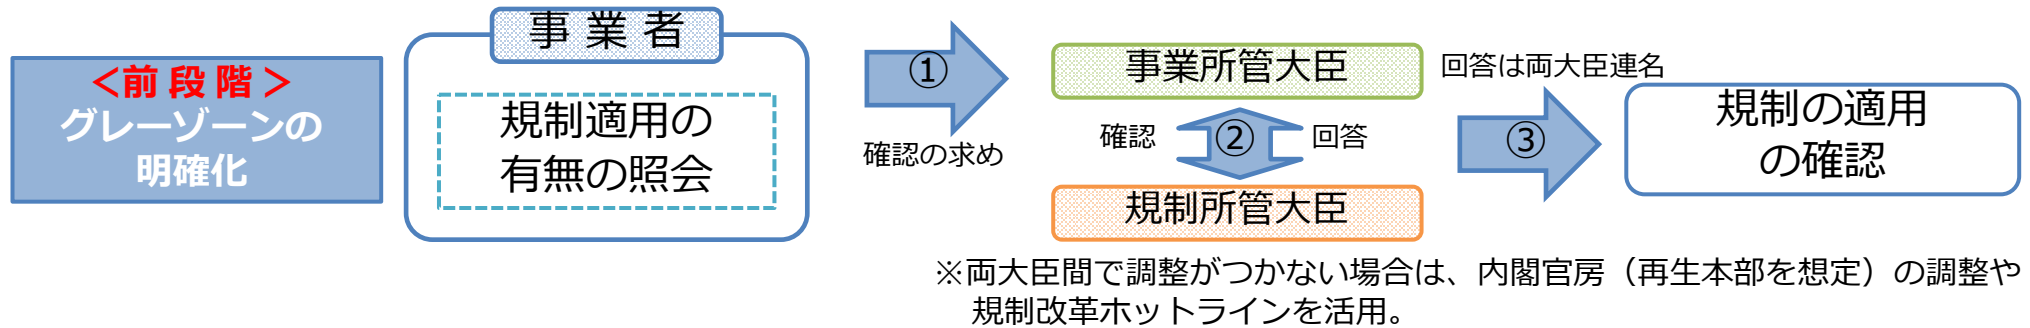 ＜前 段 階 ＞
グレーゾーンの
明確化
事 業 者
規制適用の
有無の照会
①
確認の求め
事業所管大臣
確認
②
回答
規制所管大臣
回答は両大臣連名
③
規制の適用
の確認
※両大臣間で調整がつかない場合は、内閣官房（再生本部を想定）の調整や
規制改革ホットラインを活用。